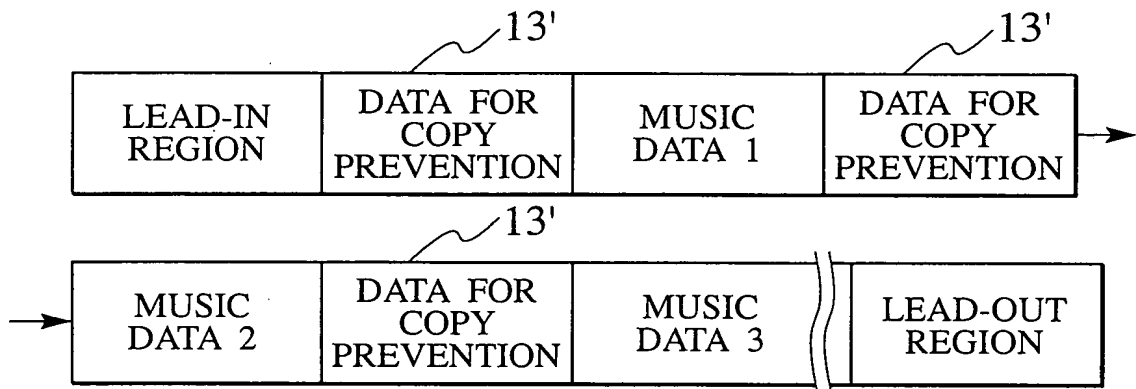 13' 13'
LEAD-IN REGION DATA FOR COPY PREVENTION MUSIC DATA 1 DATA FOR COPY PREVENTION
13'
MUSIC DATA 2 DATA FOR COPY PREVENTION MUSIC DATA 3 LEAD-OUT REGION